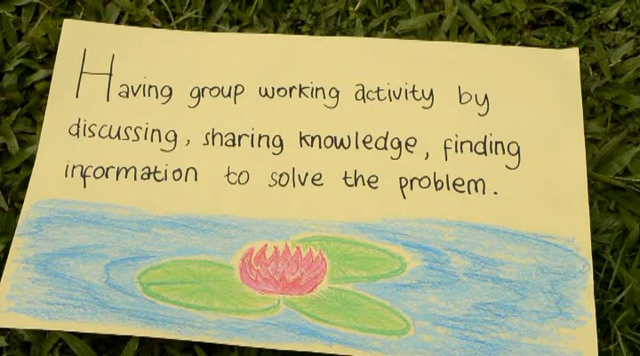 Having group working activity by
discussing, sharing knowledge, finding
information to solve the problem.